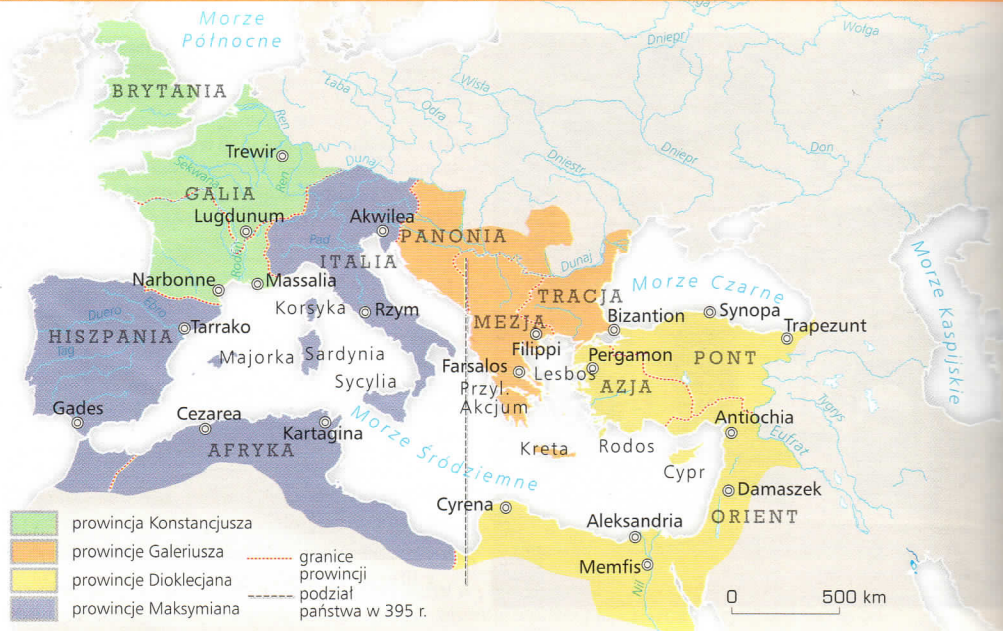 Morze
Północne
Wołga
Dniepr
BRYTANIA
Łaba
Wisła
Odra
Ren
Dniestr
Dniepr
Don
Trewir
Dunaj
Sekwana
Ren
GALIA
Lugdunum
Akwilea
PANONIA
Pad
ITALIA
Rodan
Dunaj
Narbonne
Massalia
Morze Kaspijskie
Morze Czarne
TRACJA
Korsyka
Rzym
Duero
Ebro
Bizantion
Synopa
MEZJA
Trapezunt
HISZPANIA
Tarrako
Filippi
Tag
Majorka
Sardynia
Farsalos
Lesbos
Pergamon
PONT
Sycylia
Przyl.
Akcjum
AZJA
Gades
Cezarea
Kartagina
Antiochia
Tygrys
Eufrat
AFRYKA
Morze Śródziemne
Kreta
Rodos
Cypr
Damaszek
Cyrena
Aleksandria
ORIENT
Memfis
Nil
prowincja Konstancjusza
prowincje Galeriusza
prowincje Dioklecjana
prowincje Maksymiana
granice
prowincji
podział
państwa w 395 r.
0 500 km